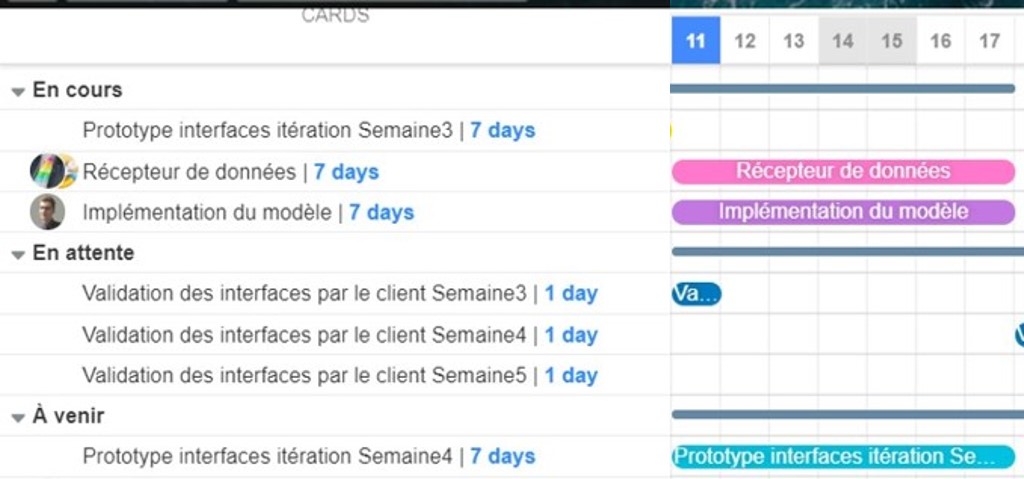 CARDS
11 12 13 14 15 16 17
En cours
Prototype interfaces itération Semaine3 | 7 days
Récepteur de données | 7 days Récepteur de données
Implémentation du modèle | 7 days Implémentation du modèle
En attente
Validation des interfaces par le client Semaine3 | 1 day Va...
Validation des interfaces par le client Semaine4 | 1 day
Validation des interfaces par le client Semaine5 | 1 day
À venir
Prototype interfaces itération Semaine4 | 7 days Prototype interfaces itération Se...